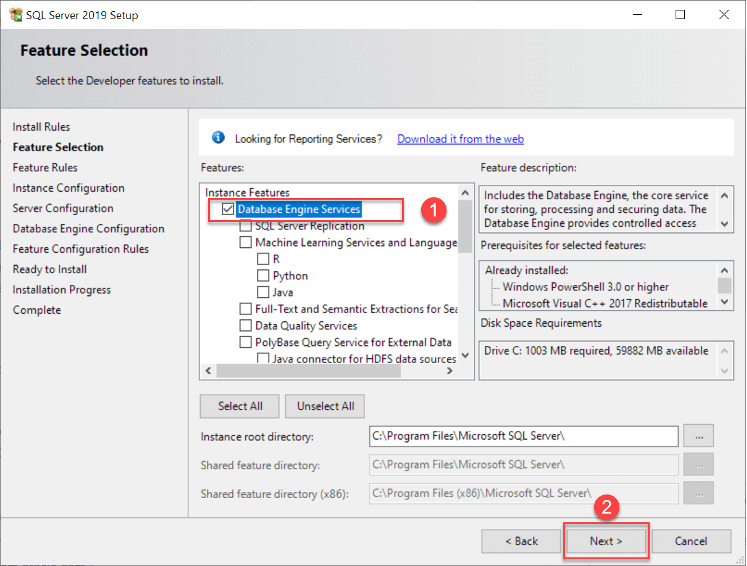 SQL Server 2019 Setup
Feature Selection
Select the Developer features to install.
Install Rules
Feature Selection
Feature Rules
Instance Configuration
Server Configuration
Database Engine Configuration
Feature Configuration Rules
Ready to Install
Installation Progress
Complete
Looking for Reporting Services? Download it from the web
Features:
Instance Features
Database Engine Services
1
SQL Server Replication
Machine Learning Services and Language
R
Python
Java
Full-Text and Semantic Extractions for Sea
Data Quality Services
PolyBase Query Service for External Data
Java connector for HDFS data sources
Feature description:
Includes the Database Engine, the core service
for storing, processing and securing data. The
Database Engine provides controlled access
Prerequisites for selected features:
Already installed:
Windows PowerShell 3.0 or higher
Microsoft Visual C++ 2017 Redistributable
Disk Space Requirements
Drive C: 1003 MB required, 59882 MB available
Select All
Unselect All
Instance root directory:
C:\Program Files\Microsoft SQL Server\
...
Shared feature directory:
C:\Program Files\Microsoft SQL Server\
...
Shared feature directory (x86):
C:\Program Files (x86)\Microsoft SQL Server\
...
2
< Back
Next >
Cancel